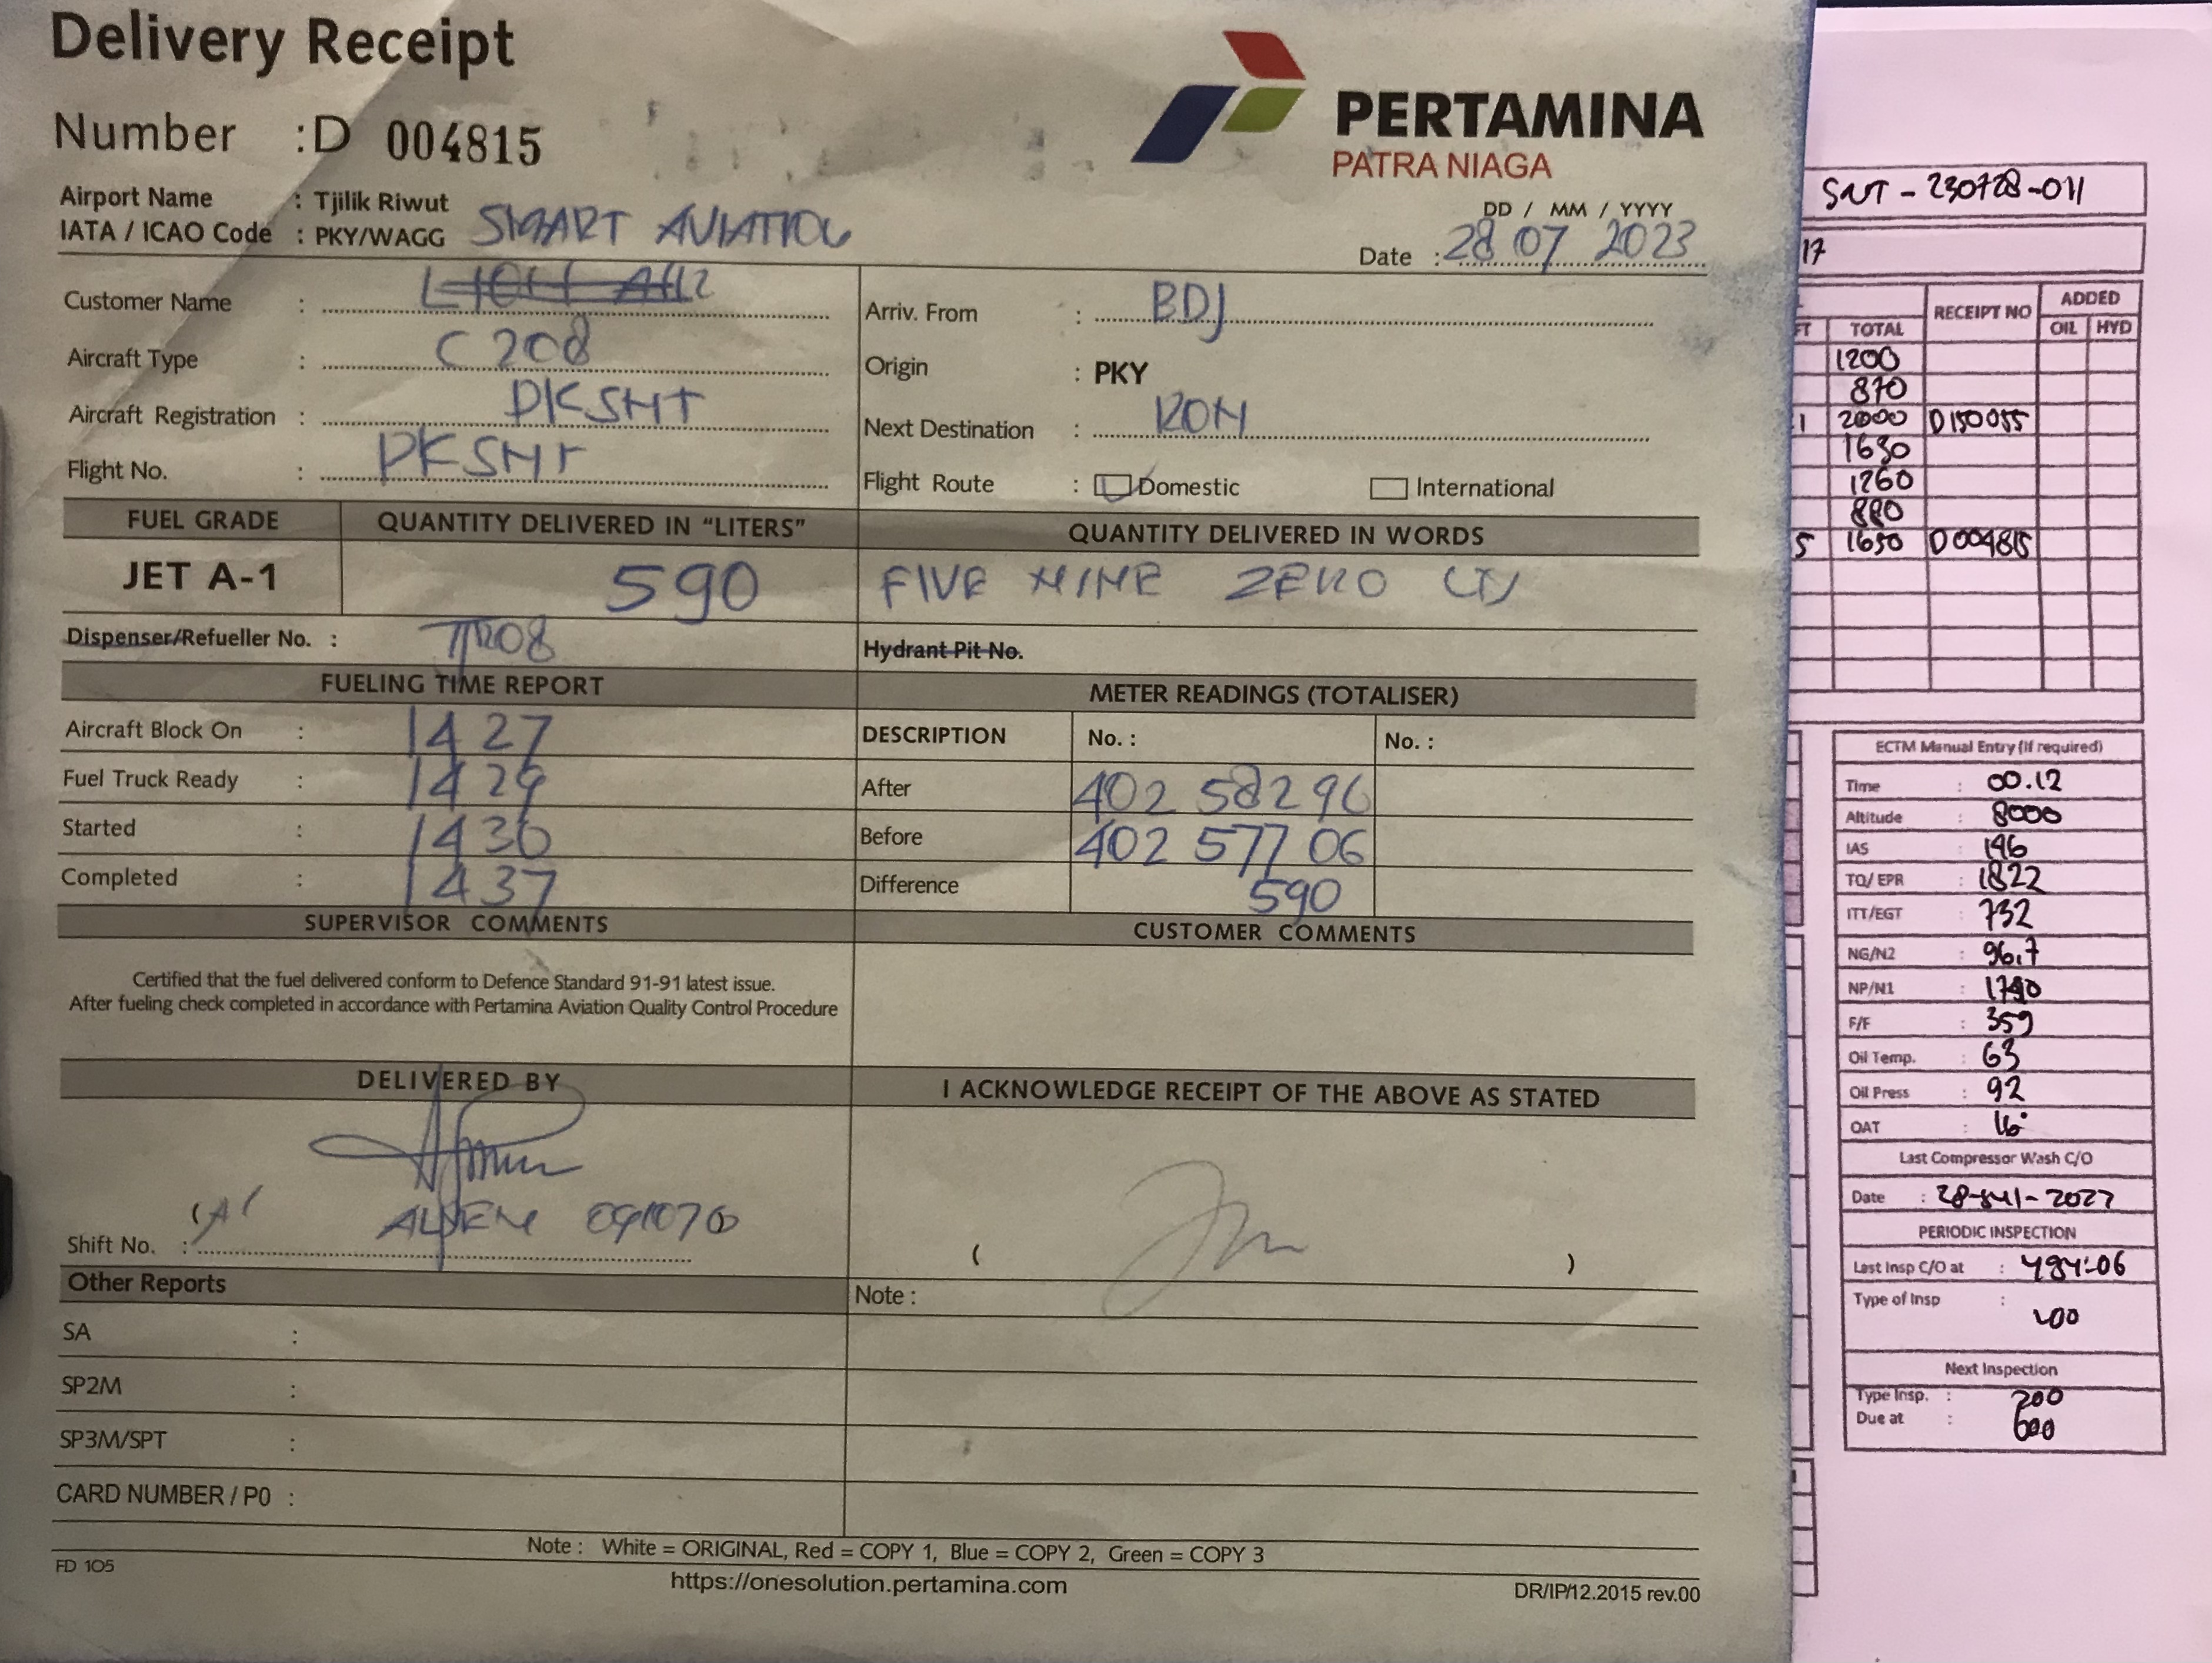 Delivery Receipt
Number :D 004815
PERTAMINA
PATRA NIAGA
Airport Name : Tjilik Riwut
IATA / ICAO Code : PKY/WAGG SMART AVIATION
DD / MM / YYYY
Date : 28 07 2023
Customer Name :
Aircraft Type : C 208
Aircraft Registration : PKSMT
Flight No. : PKSMT
Arriv. From : BDJ
Origin : PKY
Next Destination :
Flight Route : Domestic International
FUEL GRADE QUANTITY DELIVERED IN “LITERS” QUANTITY DELIVERED IN WORDS
JET A-1 590 FIVE NINE ZERO
Dispenser/Refueller No. : Hydrant Pit No.
FUELING TIME REPORT
Aircraft Block On : 1427
Fuel Truck Ready : 1429
Started : 1430
Completed : 1437
METER READINGS (TOTALISER)
DESCRIPTION No. : No. :
After 402 58296
Before 402 577 06
Difference 590
SUPERVISOR COMMENTS CUSTOMER COMMENTS
Certified that the fuel delivered conform to Defence Standard 91-91 latest issue.
After fueling check completed in accordance with Pertamina Aviation Quality Control Procedure
DELIVERED BY I ACKNOWLEDGE RECEIPT OF THE ABOVE AS STATED
Shift No. :
( )
Other Reports Note :
SA :
SP2M :
SP3M/SPT :
CARD NUMBER / P0 :
Note : White = ORIGINAL, Red = COPY 1, Blue = COPY 2, Green = COPY 3
FD 105
https://onesolution.pertamina.com
DR/IP/12.2015 rev.00
SMT - 230728-011
17
TOTAL RECEIPT NO ADDED
OIL HYD
1200
870
2000 D150055
1630
1260
880
5 D004815
ECTM Manual Entry (If required)
Time : 00.12
Altitude : 8000
IAS : 146
TQ/ EPR : 1822
ITT/EGT : 732
NG/N2 : 96.7
NP/N1 :
F/F : 359
Oil Temp. : 63
Oil Press : 92
OAT : 16
Last Compressor Wash C/O
Date :
PERIODIC INSPECTION
Last Insp C/O at :
Type of Insp :
Next Inspection
Type Insp. : 200
Due at : 600